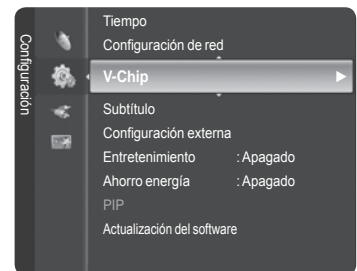 Configuración
Tiempo
Configuración de red
V-Chip
Subtítulo
Configuración externa
Entretenimiento : Apagado
Ahorro energía : Apagado
PIP
Actualización del software